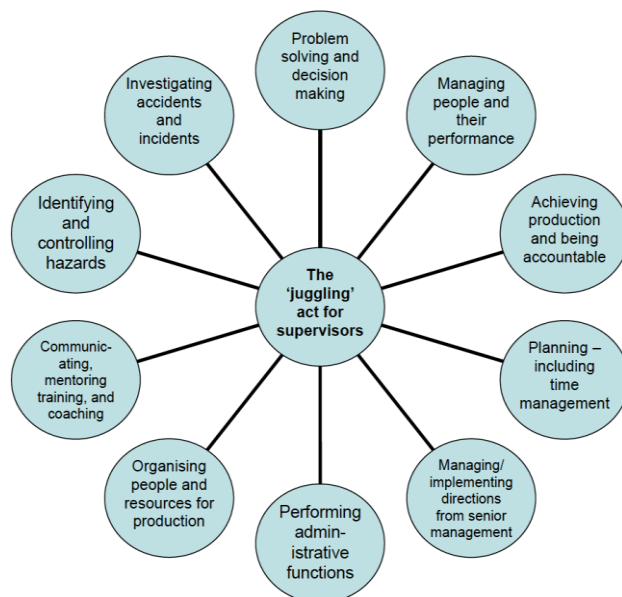 Problem
solving and
decision
making
Managing
people and
their
performance
Achieving
production
and being
accountable
Planning –
including
time
management
Managing/
implementing
directions
from senior
management
Performing
admin-
istrative
functions
Organising
people and
resources for
production
Communic-
ating,
mentoring
training, and
coaching
Identifying
and
controlling
hazards
Investigating
accidents
and
incidents
The
‘juggling’
act for
supervisors